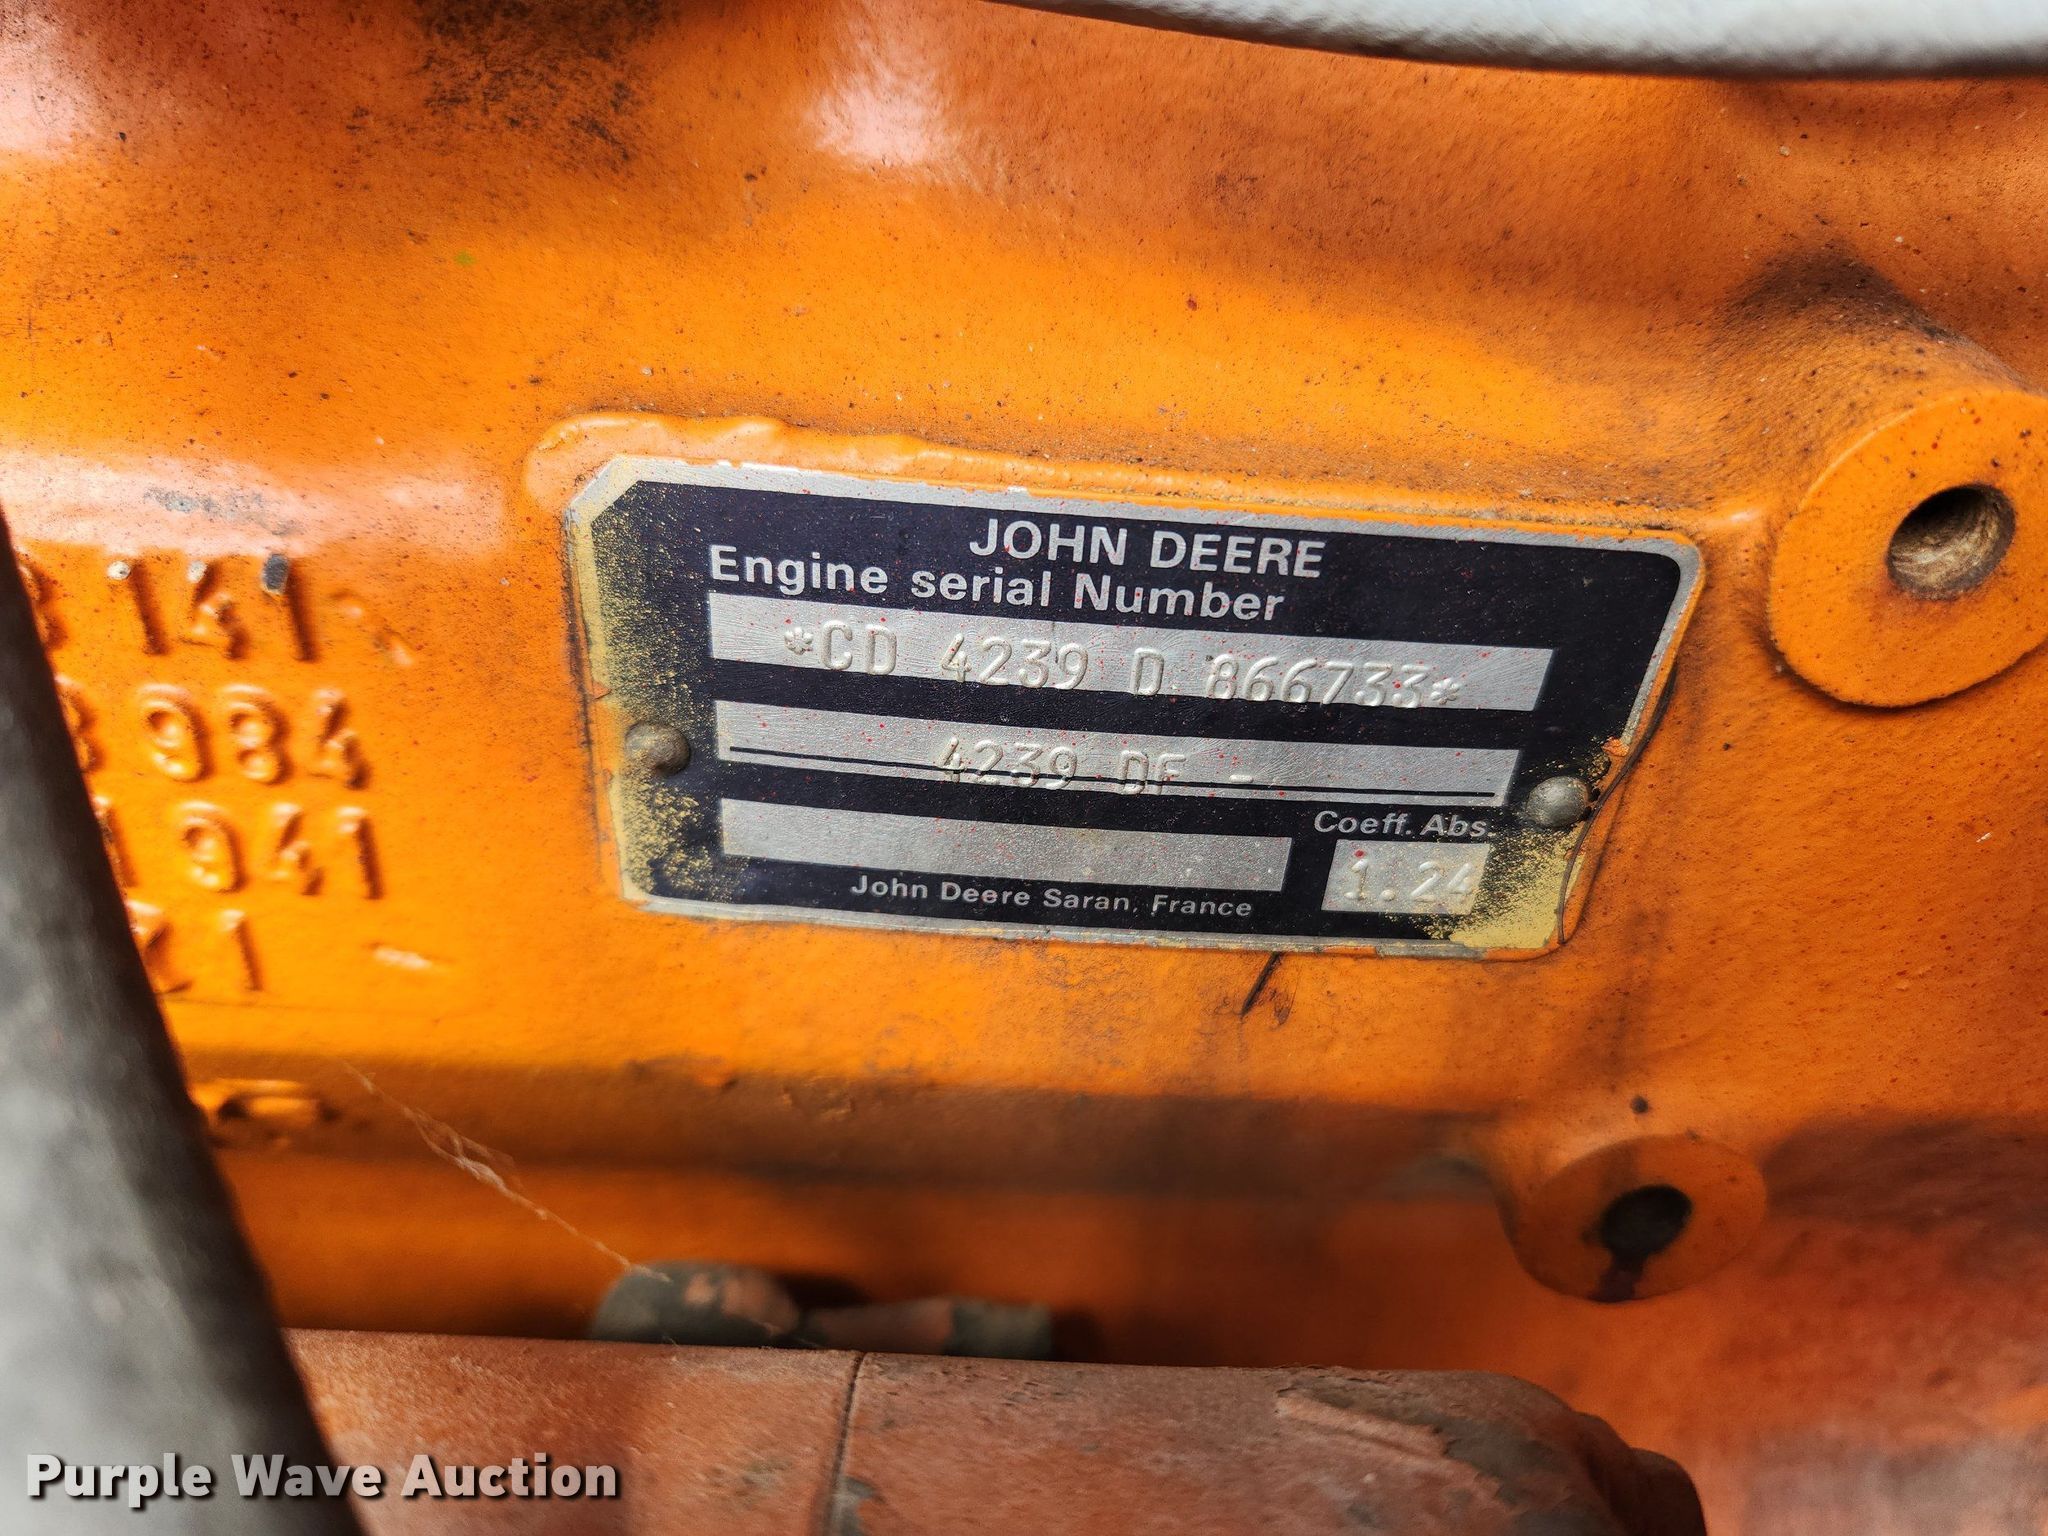 JOHN DEERE
Engine serial Number
*CD 4239 D 866733*
4239 DF -
Coeff. Abs.
1.24
John Deere Saran, France
141
984
941
Purple Wave Auction